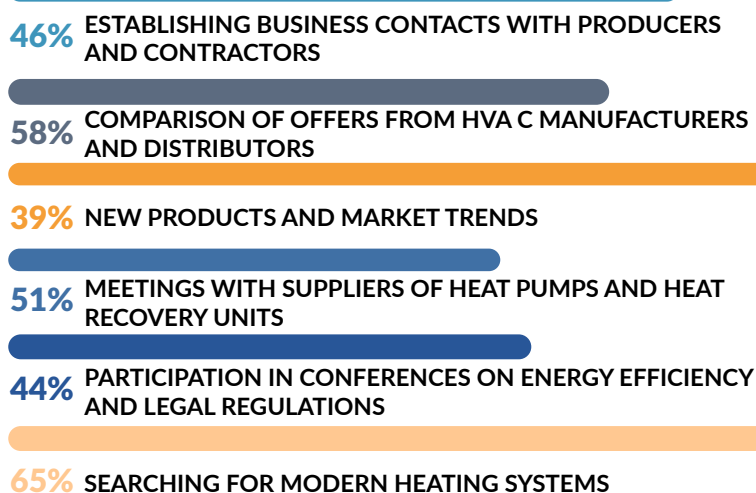 46% ESTABLISHING BUSINESS CONTACTS WITH PRODUCERS
AND CONTRACTORS
58% COMPARISON OF OFFERS FROM HVA C MANUFACTURERS
AND DISTRIBUTORS
39% NEW PRODUCTS AND MARKET TRENDS
51% MEETINGS WITH SUPPLIERS OF HEAT PUMPS AND HEAT
RECOVERY UNITS
44% PARTICIPATION IN CONFERENCES ON ENERGY EFFICIENCY
AND LEGAL REGULATIONS
65% SEARCHING FOR MODERN HEATING SYSTEMS